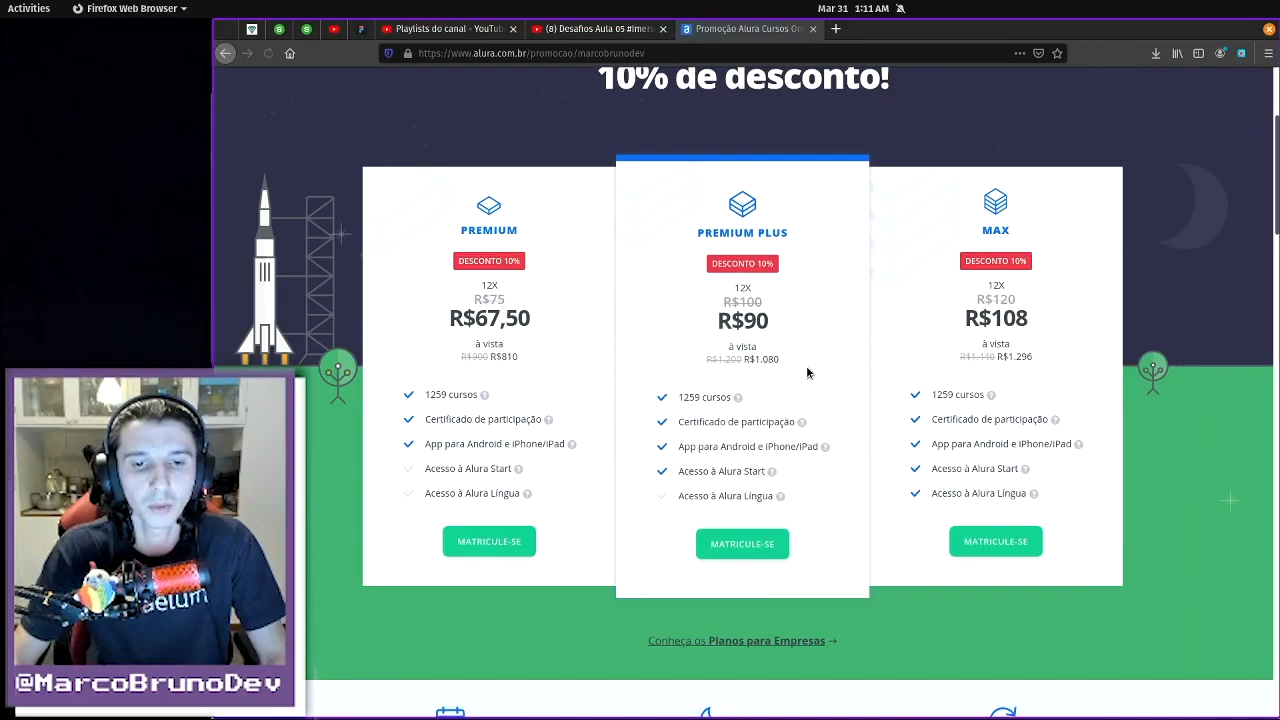 Activities
Firefox Web Browser
Mar 31 1:11 AM
Playlists do canal - YouTub
(8) Desafios Aula 05 #Imers
Promoção Alura Cursos Onl
https://www.alura.com.br/promocao/marcobrunodev
10% de desconto!
PREMIUM
DESCONTO 10%
12X
R$75
R$67,50
à vista
R$900 R$810
1259 cursos ?
Certificado de participação ?
App para Android e iPhone/iPad ?
Acesso à Alura Start ?
Acesso à Alura Língua ?
MATRICULE-SE
PREMIUM PLUS
DESCONTO 10%
12X
R$100
R$90
à vista
R$1.200 R$1.080
1259 cursos ?
Certificado de participação ?
App para Android e iPhone/iPad ?
Acesso à Alura Start ?
Acesso à Alura Língua ?
MATRICULE-SE
MAX
DESCONTO 10%
12X
R$120
R$108
à vista
R$1.440 R$1.296
1259 cursos ?
Certificado de participação ?
App para Android e iPhone/iPad ?
Acesso à Alura Start ?
Acesso à Alura Língua ?
MATRICULE-SE
Conheça os Planos para Empresas →
aelum
@MarcoBrunoDev